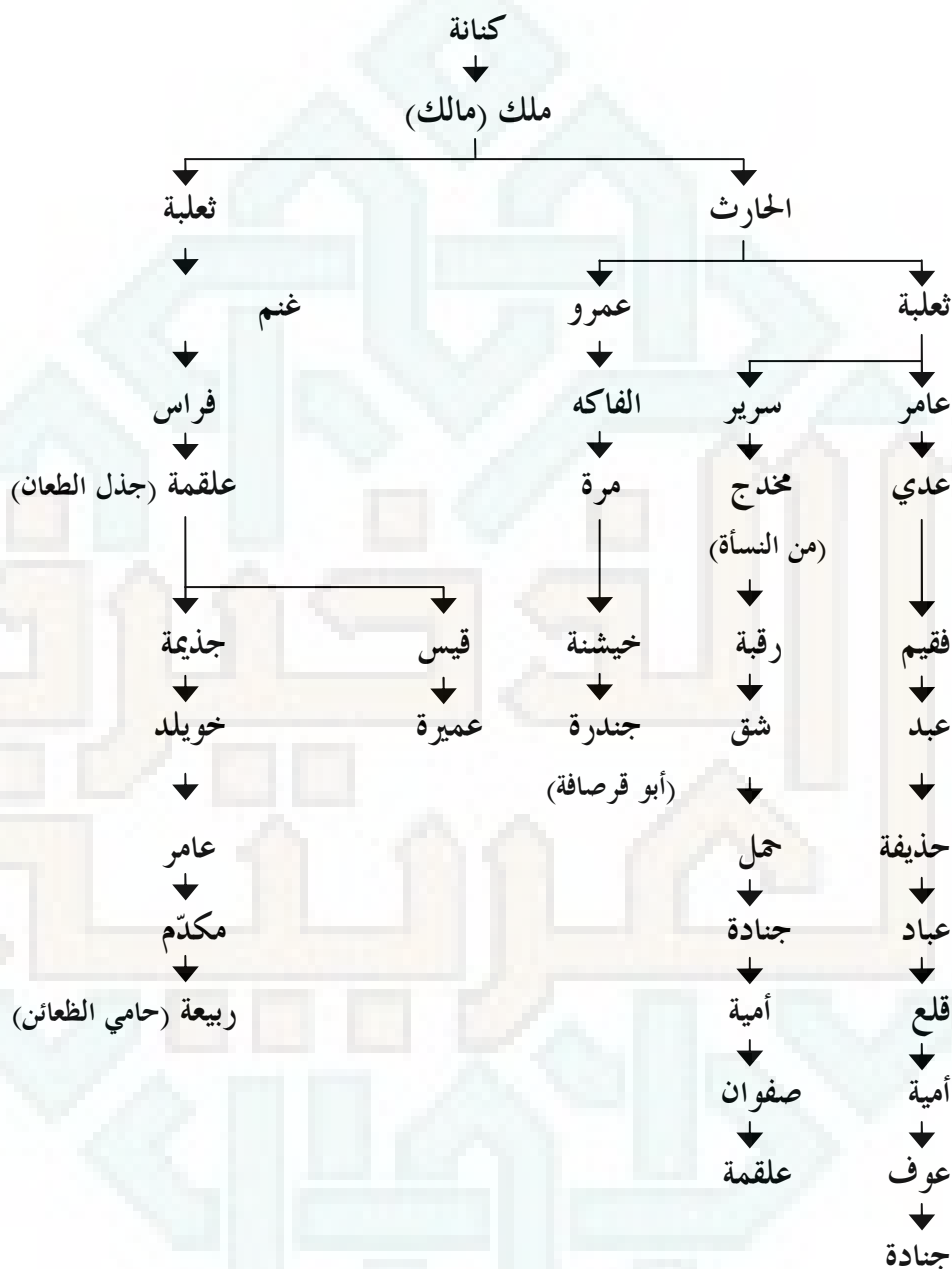 كنانة
ملك (مالك)
الحارث ثعلبة
ثعلبة عمرو غنم
عامر سرير الفاكه فراس
عدي مخدج مرة علقمة (جذل الطعان)
(من النسأة)
فقيم رقبة خيشنة قيس جذيمة
عبد شق جندرة عميرة خويلد
(أبو قرصافة)
حذيفة حمل عامر
عباد جنادة مكدّم
قلع أمية ربيعة (حامي الظعائن)
أمية صفوان
عوف علقمة
جنادة